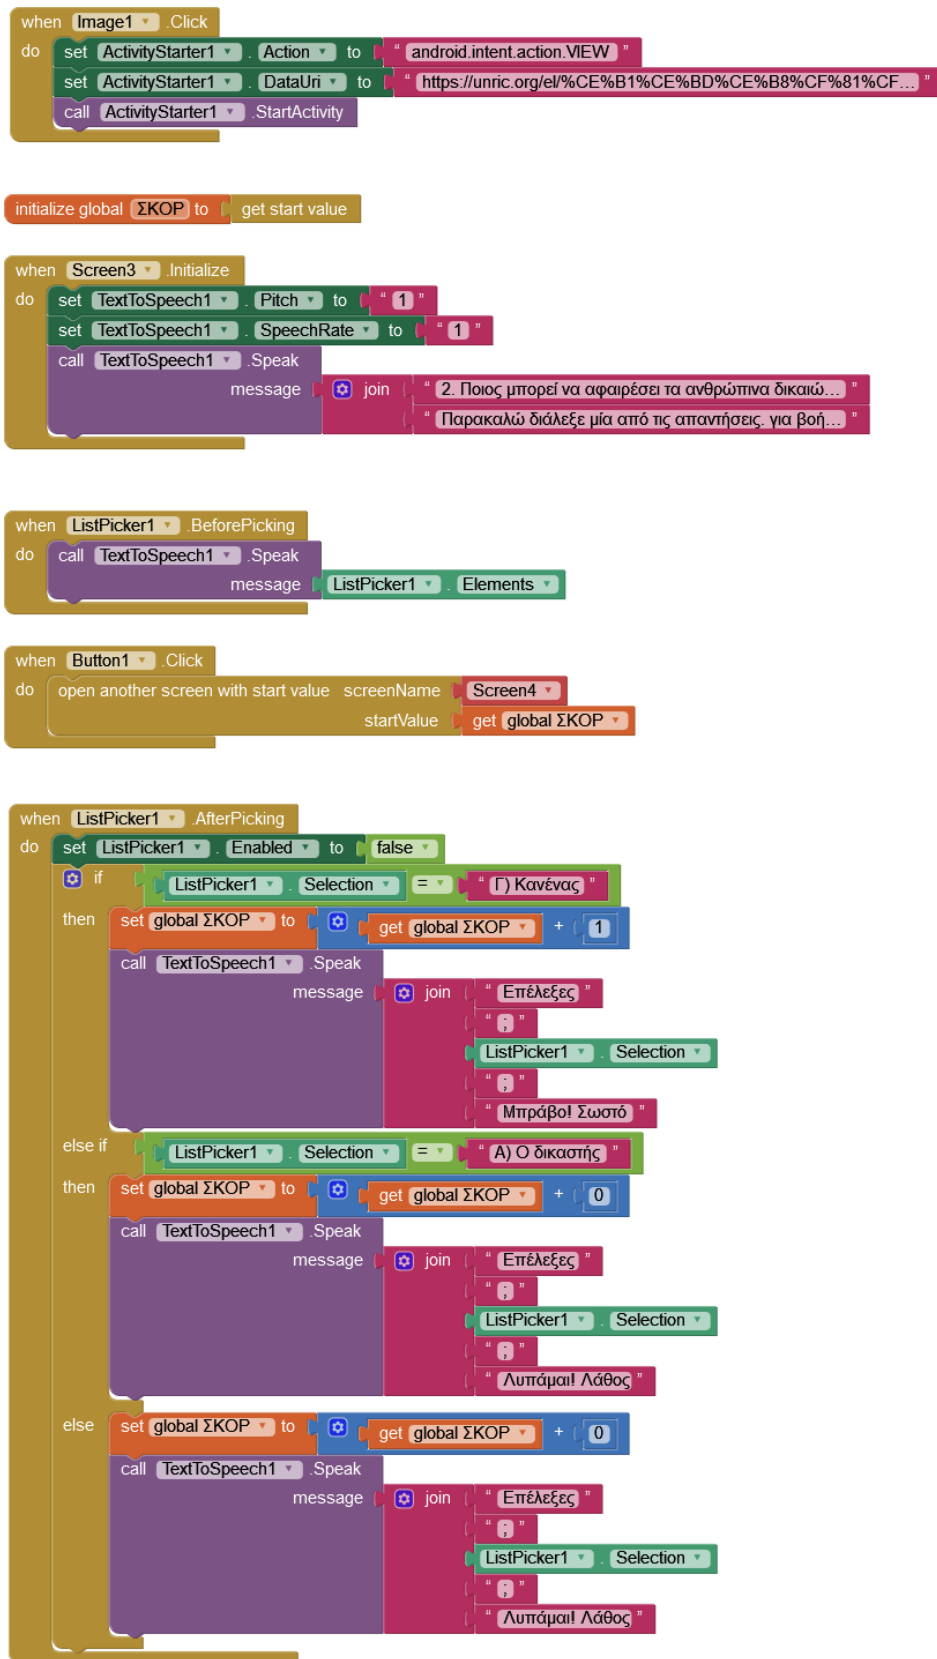 when Image1 .Click
do set ActivityStarter1 . Action to " android.intent.action.VIEW "
set ActivityStarter1 . DataUri to " https://unric.org/el/%CE%B1%CE%BD%CE%B8%CF%81%CF... "
call ActivityStarter1 .StartActivity
initialize global ΣΚΟΡ to get start value
when Screen3 .Initialize
do set TextToSpeech1 . Pitch to " 1 "
set TextToSpeech1 . SpeechRate to " 1 "
call TextToSpeech1 .Speak
message join " 2. Ποιος μπορεί να αφαιρέσει τα ανθρώπινα δικαιώ... "
" Παρακαλώ διάλεξε μία από τις απαντήσεις. για βοή... "
when ListPicker1 .BeforePicking
do call TextToSpeech1 .Speak
message ListPicker1 . Elements
when Button1 .Click
do open another screen with start value screenName Screen4
startValue get global ΣΚΟΡ
when ListPicker1 .AfterPicking
do set ListPicker1 . Enabled to false
if ListPicker1 . Selection = " Γ) Κανένας "
then set global ΣΚΟΡ to get global ΣΚΟΡ + 1
call TextToSpeech1 .Speak
message join " Επέλεξες "
" ; "
ListPicker1 . Selection
" ; "
" Μπράβο! Σωστό "
else if ListPicker1 . Selection = " Α) Ο δικαστής "
then set global ΣΚΟΡ to get global ΣΚΟΡ + 0
call TextToSpeech1 .Speak
message join " Επέλεξες "
" ; "
ListPicker1 . Selection
" ; "
" Λυπάμαι! Λάθος "
else set global ΣΚΟΡ to get global ΣΚΟΡ + 0
call TextToSpeech1 .Speak
message join " Επέλεξες "
" ; "
ListPicker1 . Selection
" ; "
" Λυπάμαι! Λάθος "